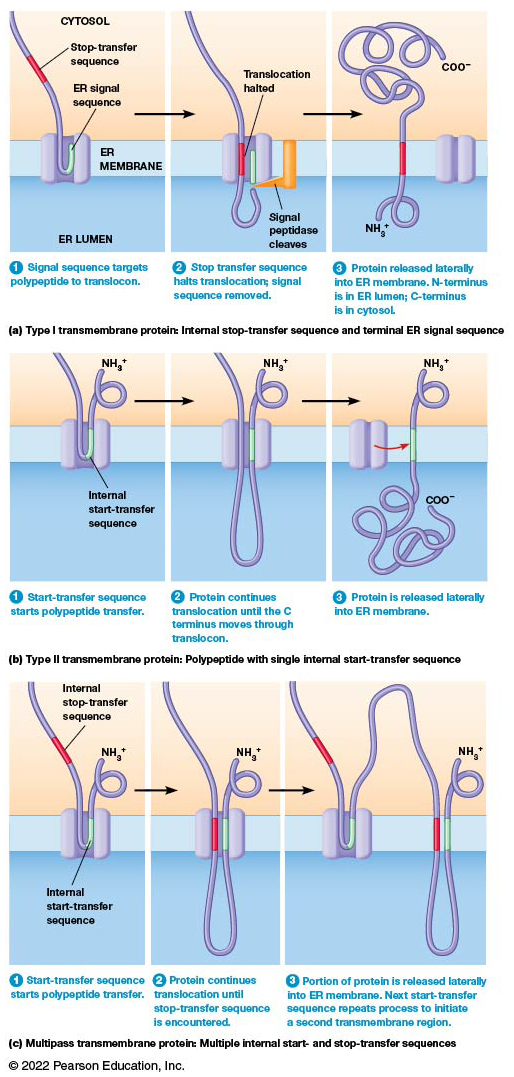 CYTOSOL
Stop-transfer
sequence
ER signal
sequence
ER
MEMBRANE
ER LUMEN
Translocation
halted
Signal
peptidase
cleaves
COO⁻
NH₃⁺
1 Signal sequence targets
polypeptide to translocon.
2 Stop transfer sequence
halts translocation; signal
sequence removed.
3 Protein released laterally
into ER membrane. N-terminus
is in ER lumen; C-terminus
is in cytosol.
(a) Type I transmembrane protein: Internal stop-transfer sequence and terminal ER signal sequence
NH₃⁺
Internal
start-transfer
sequence
NH₃⁺
NH₃⁺
COO⁻
1 Start-transfer sequence
starts polypeptide transfer.
2 Protein continues
translocation until the C
terminus moves through
translocon.
3 Protein is released laterally
into ER membrane.
(b) Type II transmembrane protein: Polypeptide with single internal start-transfer sequence
Internal
stop-transfer
sequence
NH₃⁺
Internal
start-transfer
sequence
NH₃⁺
NH₃⁺
1 Start-transfer sequence
starts polypeptide transfer.
2 Protein continues
translocation until
stop-transfer sequence
is encountered.
3 Portion of protein is released laterally
into ER membrane. Next start-transfer
sequence repeats process to initiate
a second transmembrane region.
(c) Multipass transmembrane protein: Multiple internal start- and stop-transfer sequences
© 2022 Pearson Education, Inc.